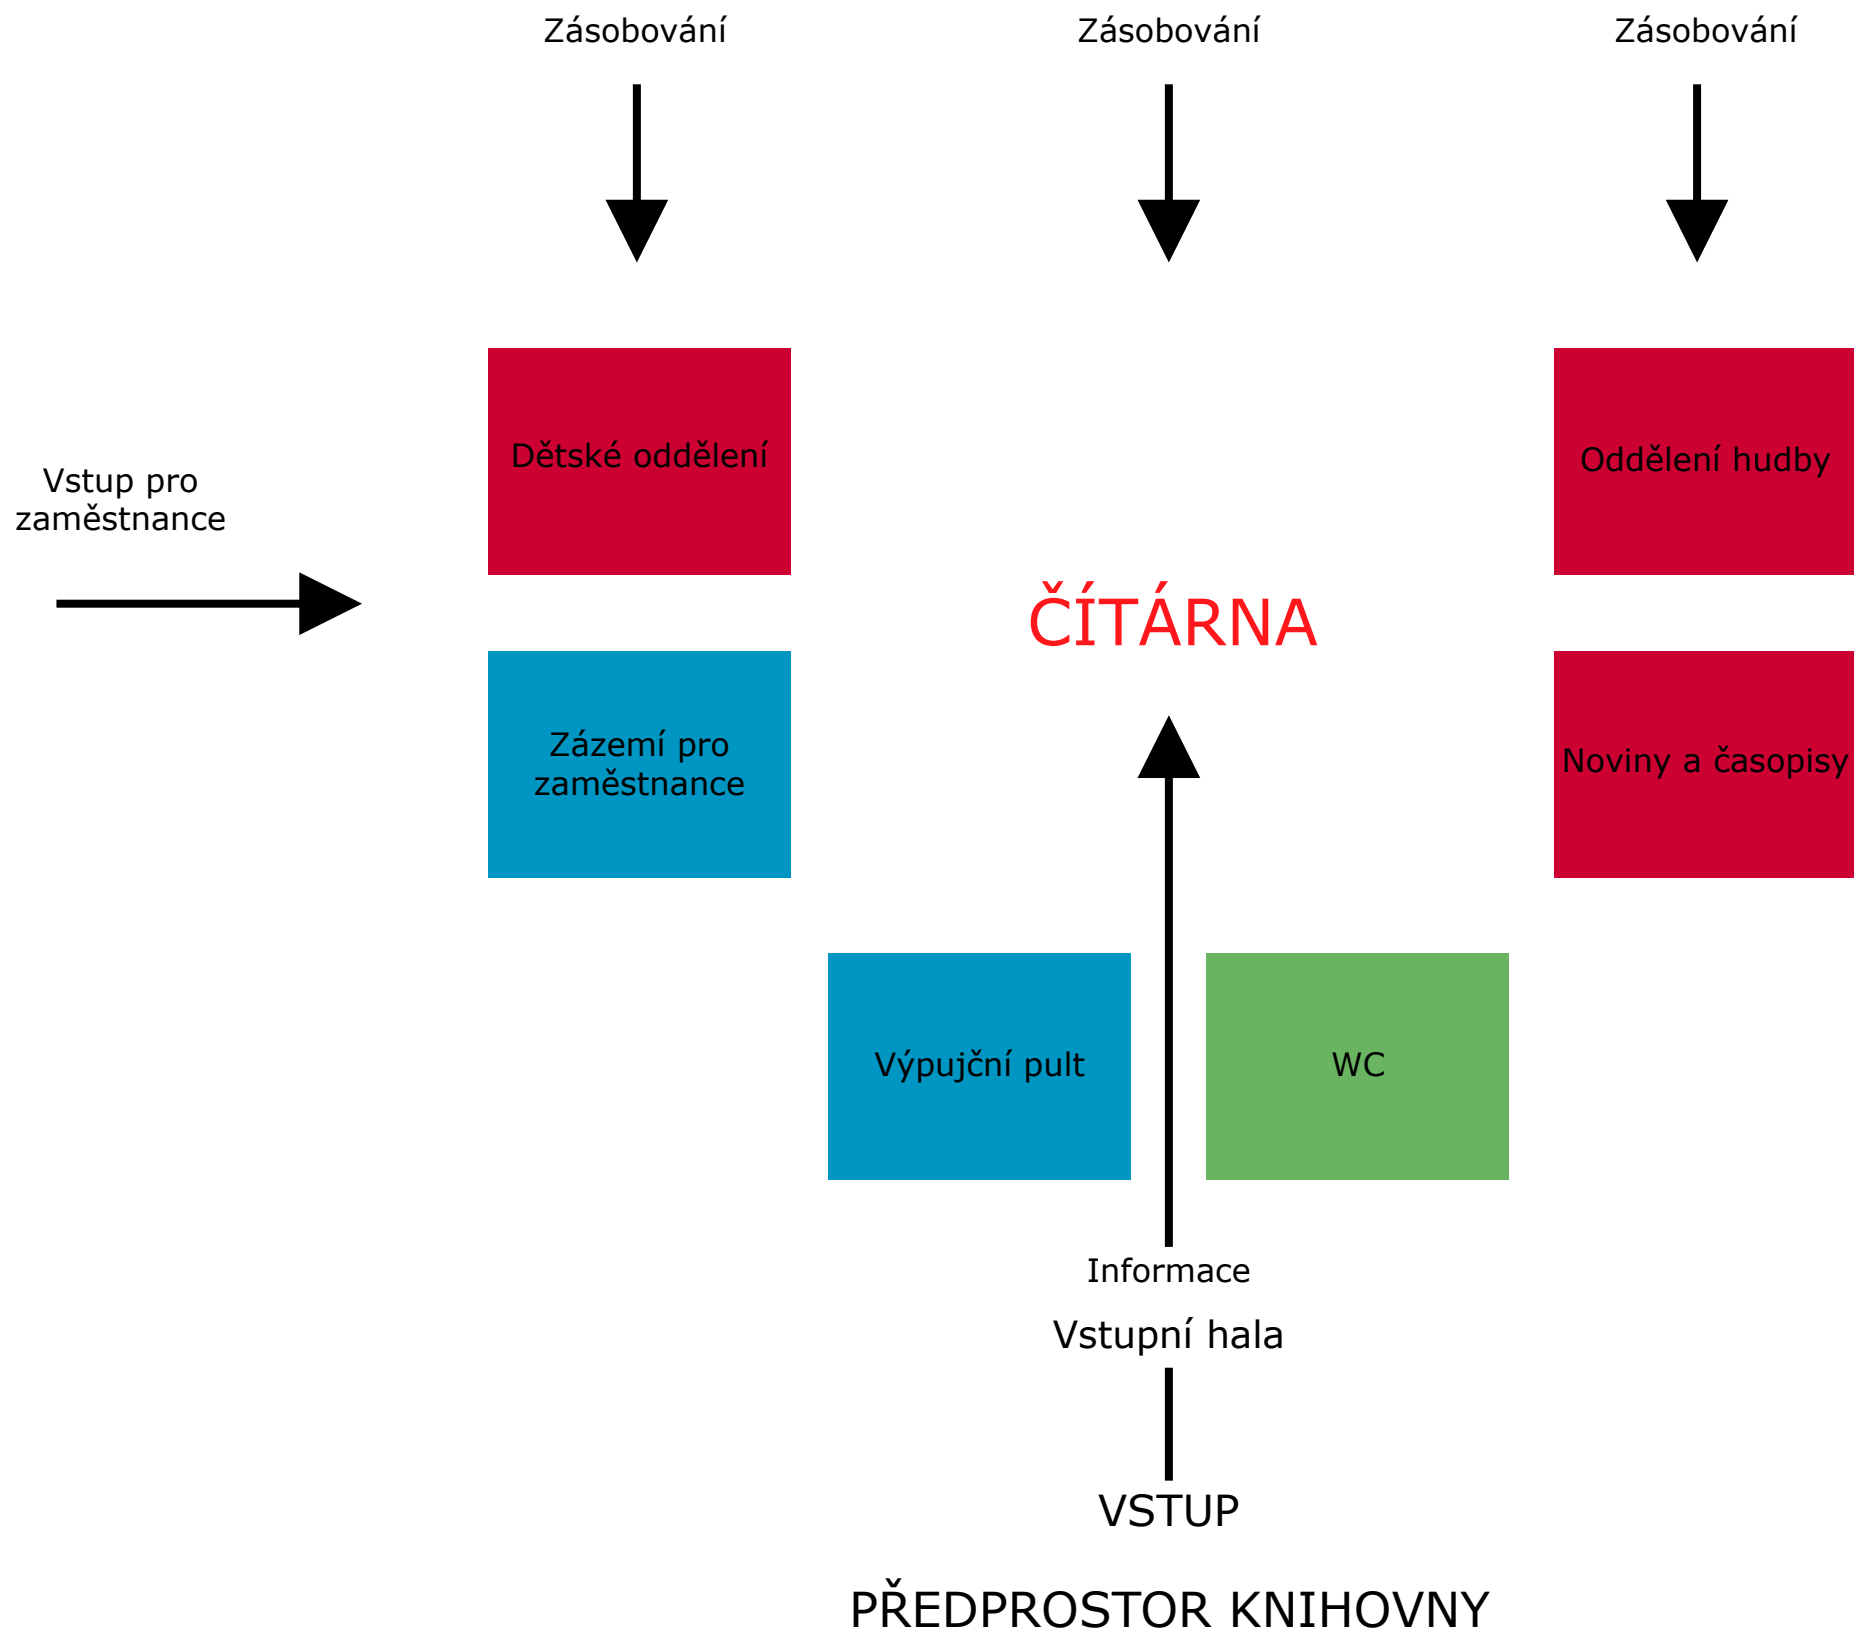 Zásobování
Zásobování
Zásobování
Dětské oddělení
Oddělení hudby
Vstup pro
zaměstnance
ČÍTÁRNA
Zázemí pro
zaměstnance
Noviny a časopisy
Výpujční pult
WC
Informace
Vstupní hala
VSTUP
PŘEDPROSTOR KNIHOVNY